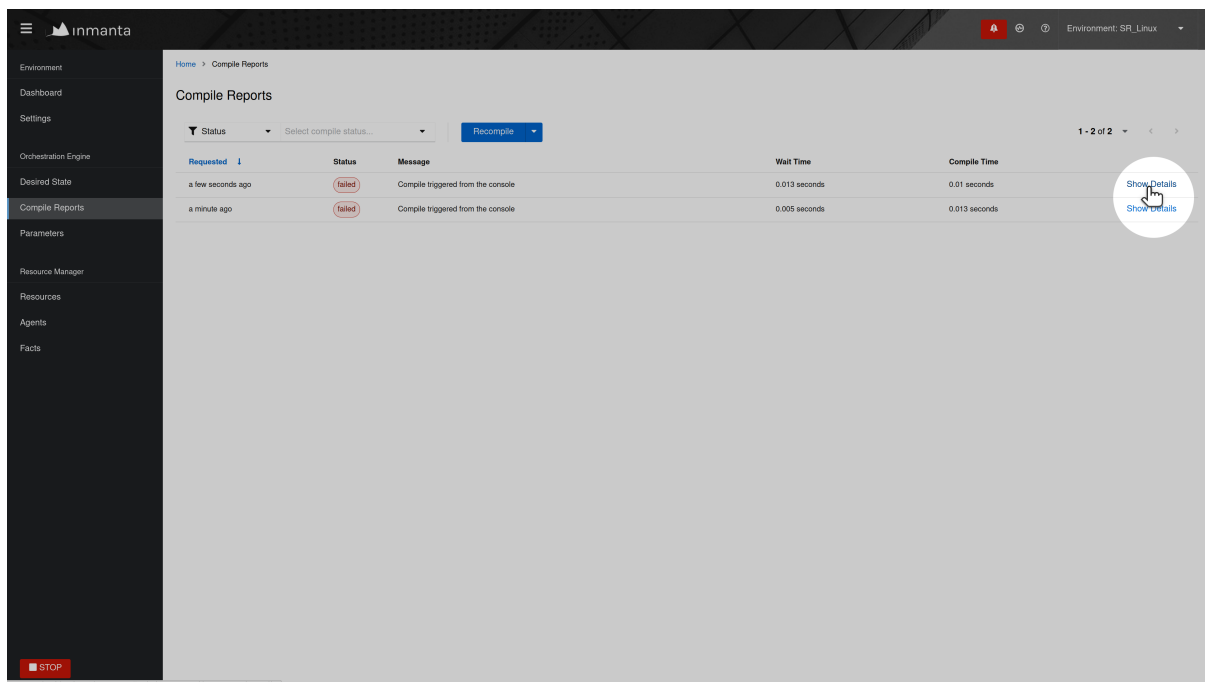 inmanta
Environment: SR_Linux
Environment
Dashboard
Settings
Orchestration Engine
Desired State
Compile Reports
Parameters
Resource Manager
Resources
Agents
Facts
STOP
Home > Compile Reports
Compile Reports
Status Select compile status... Recompile 1 - 2 of 2
Requested Status Message Wait Time Compile Time
a few seconds ago failed Compile triggered from the console 0.013 seconds 0.01 seconds Show Details
a minute ago failed Compile triggered from the console 0.005 seconds 0.013 seconds Show Details